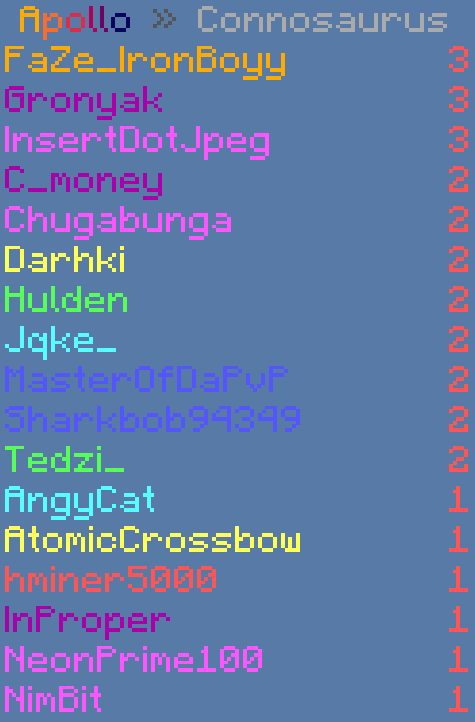 Apollo » Connosaurus
FaZe_IronBoyy 3
Gronyak 3
InsertDotJpeg 3
C_money 2
Chugabunga 2
Darhki 2
Hulden 2
Jqke_ 2
MasterOfDaPvP 2
Sharkbob94349 2
Tedzi_ 2
AngyCat 1
AtomicCrossbow 1
hminer5000 1
InProper 1
NeonPrime100 1
NimBit 1